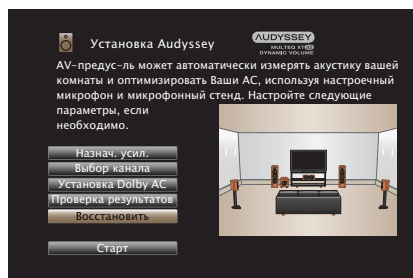 Установка Audyssey
AUDYSSEY
MULTEQ XT32
DYNAMIC VOLUME
AV-предус-ль может автоматически измерять акустику вашей
комнаты и оптимизировать Ваши АС, используя настроечный
микрофон и микрофонный стенд. Настройте следующие
параметры, если
необходимо.
Назнач. усил.
Выбор канала
Установка Dolby АС
Проверка результатов
Восстановить
Старт